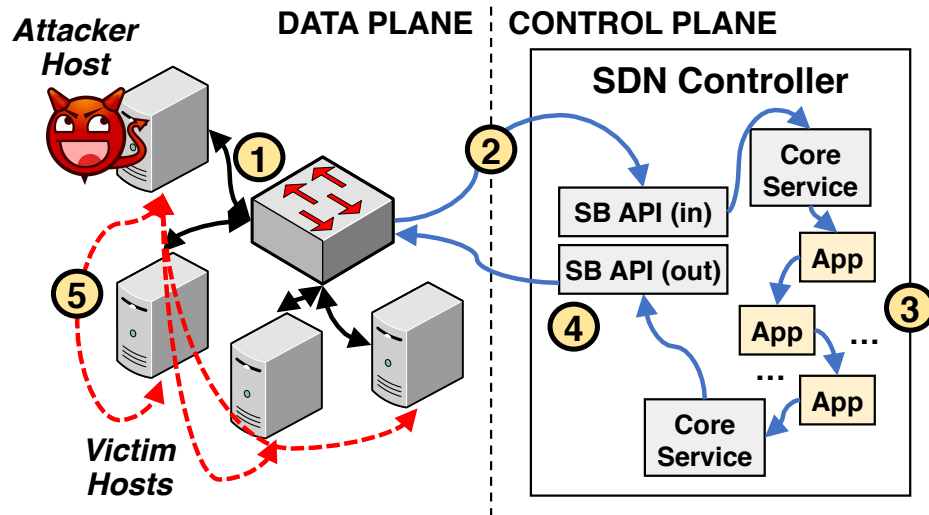 DATA PLANE
CONTROL PLANE
Attacker
Host
SDN Controller
1
2
Core
Service
SB API (in)
SB API (out)
App
5
4
3
App
...
...
App
Core
Service
Victim
Hosts